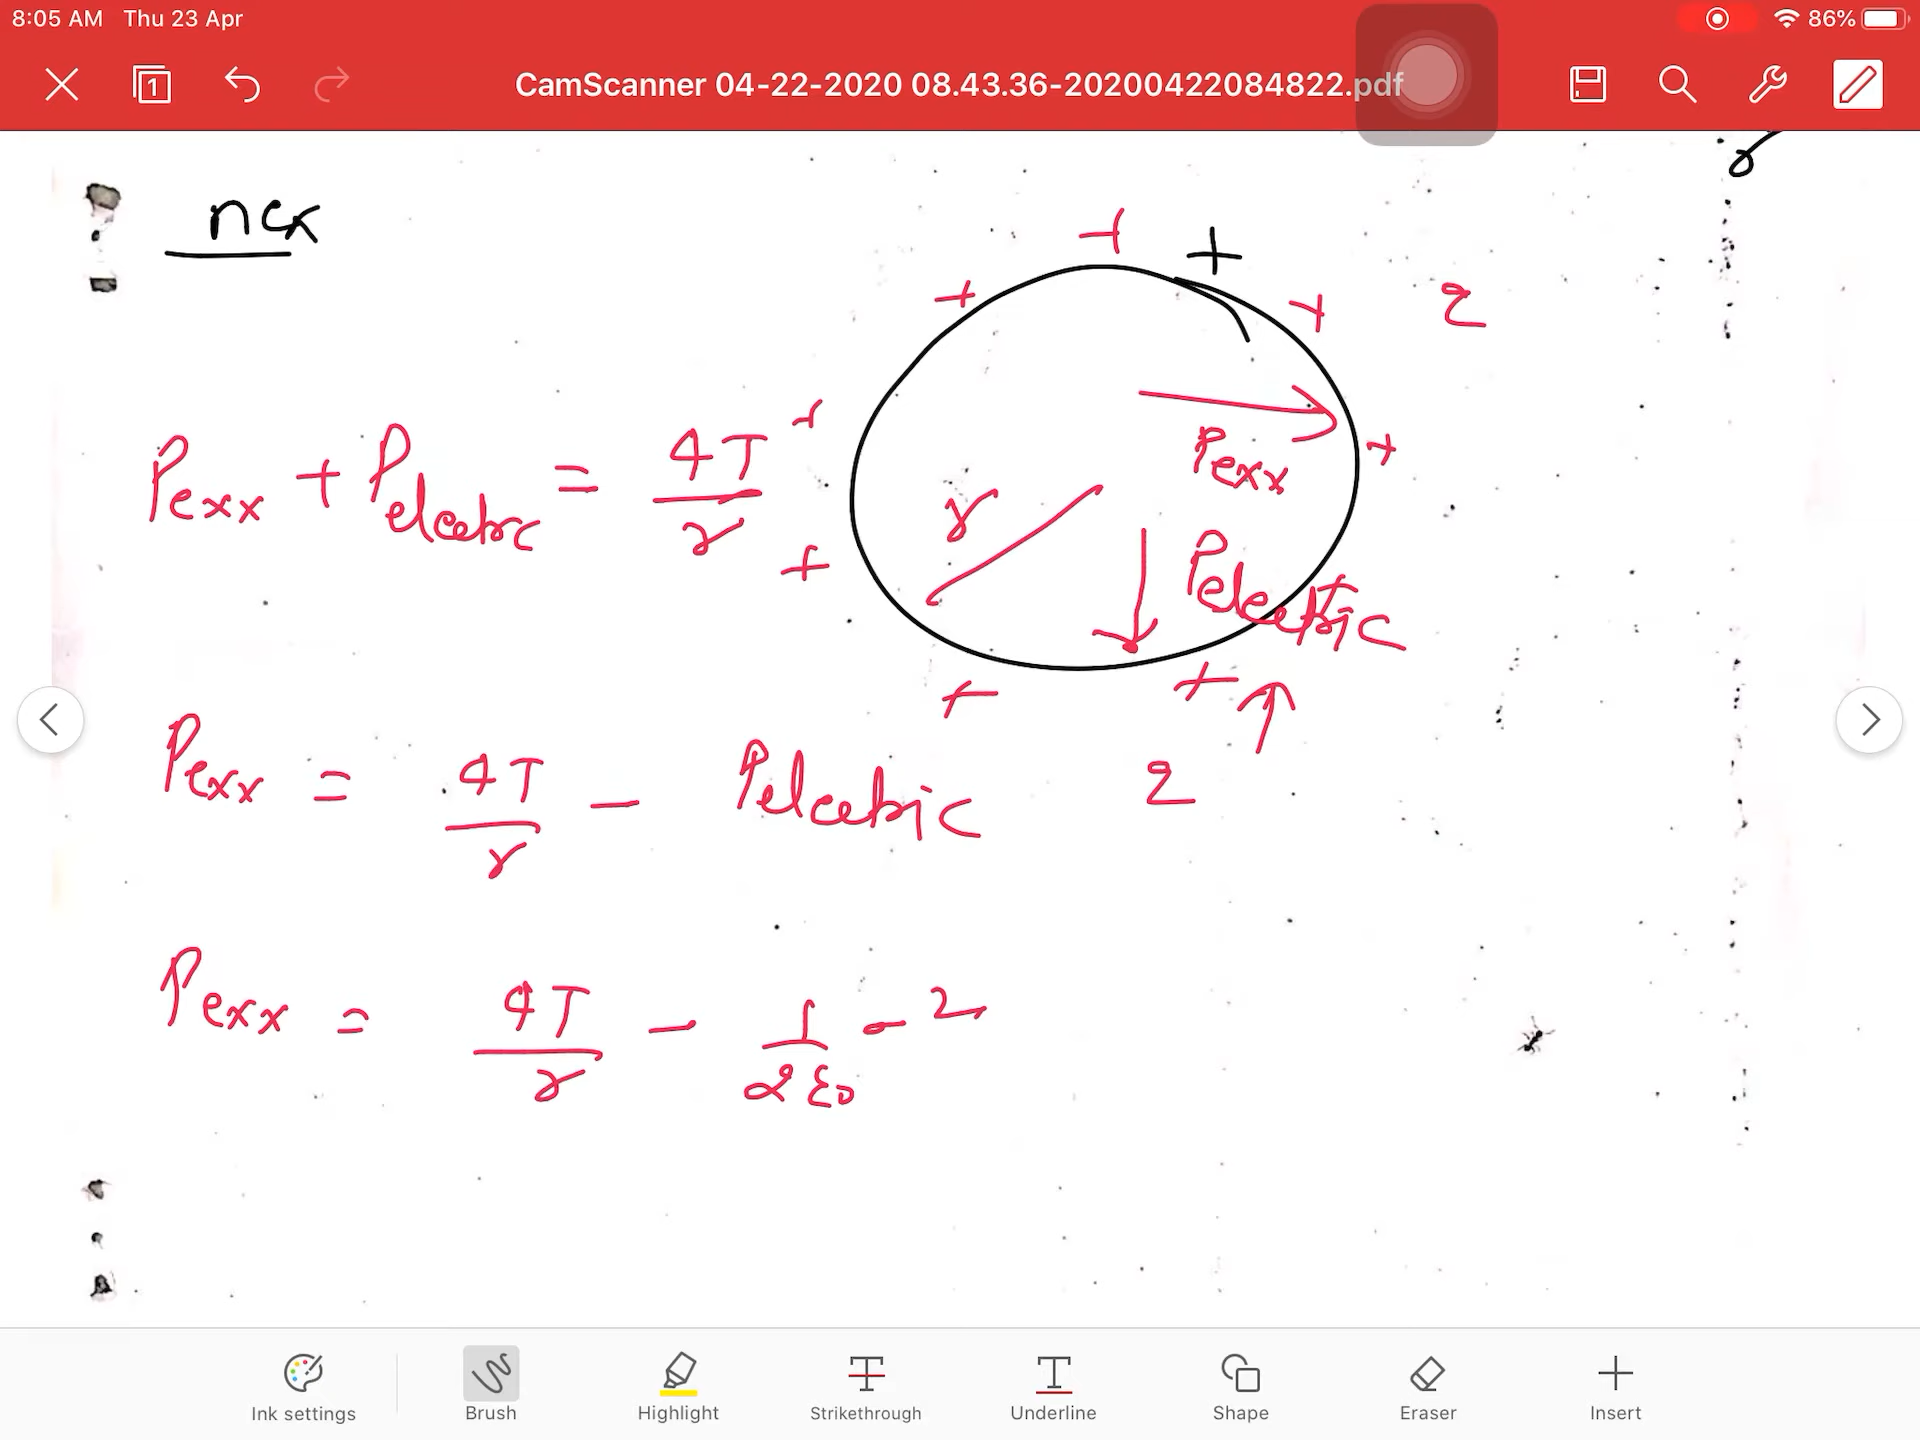 8:05 AM Thu 23 Apr
86%
1
CamScanner 04-22-2020 08.43.36-20200422084822.pdf
+ + + + q
Pexx + Pelectric = 4T/r
+ + + +
r
Pexx
Pelectric
+ +
Pexx = 4T/r - Pelectric
q
Pexx = 4T/r - 1/2ε0 σ²
Ink settings
Brush
Highlight
Strikethrough
Underline
Shape
Eraser
Insert